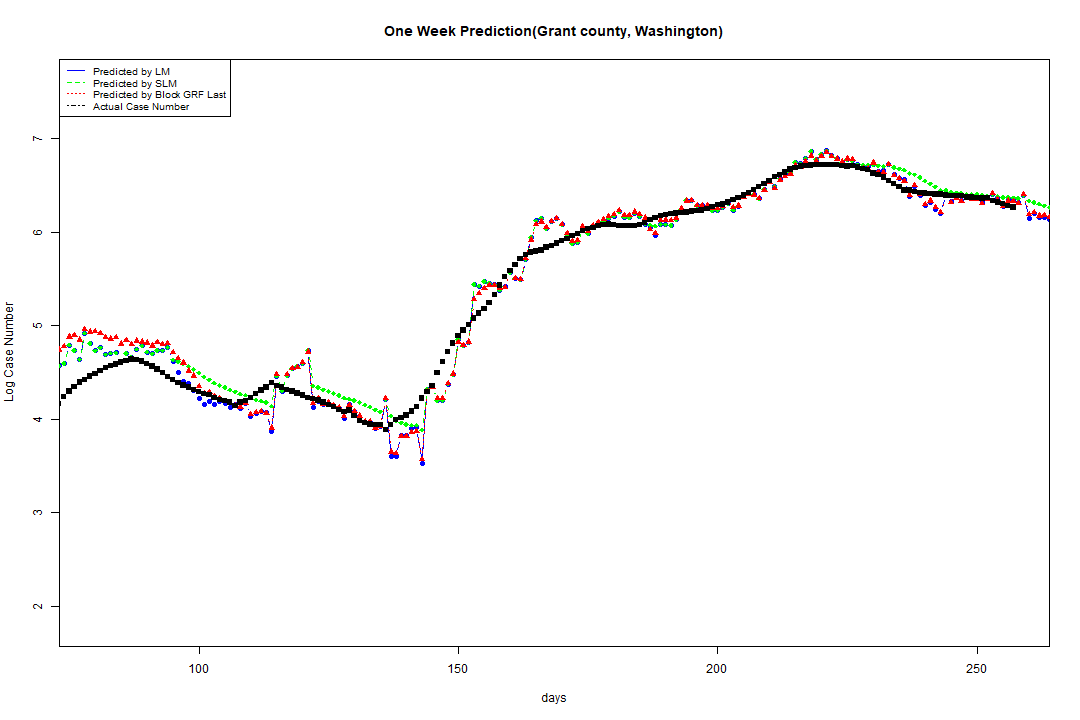 One Week Prediction(Grant county, Washington)
Predicted by LM
Predicted by SLM
Predicted by Block GRF Last
Actual Case Number
7
6
5
4
3
2
Log Case Number
100 150 200 250
days